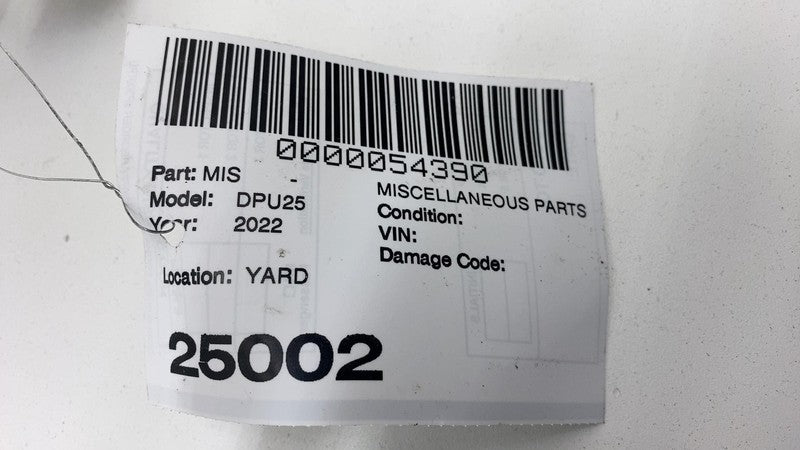 0000054390
Part: MIS -
MISCELLANEOUS PARTS
Model: DPU25
Condition:
Year: 2022
VIN:
Damage Code:
Location: YARD
25002